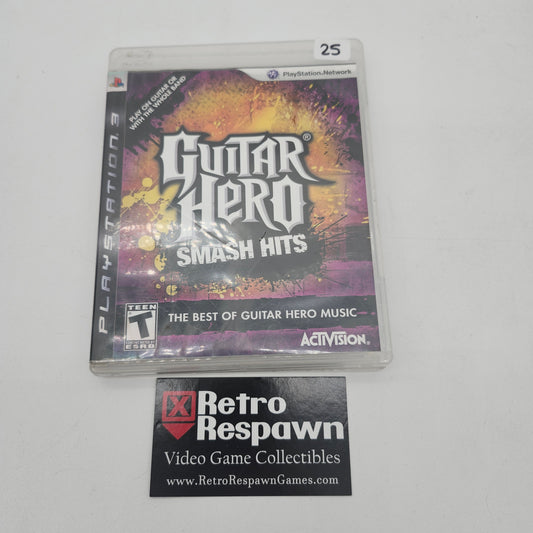 25
PlayStation Network
PLAY ON GUITAR OR
WITH THE WHOLE BAND
PLAYSTATION 3
GUITAR
HERO®
SMASH HITS
THE BEST OF GUITAR HERO MUSIC
TEEN
T
ESRB
ACTIVISION®
Retro
Respawn
Video Game Collectibles
www.RetroRespawnGames.com